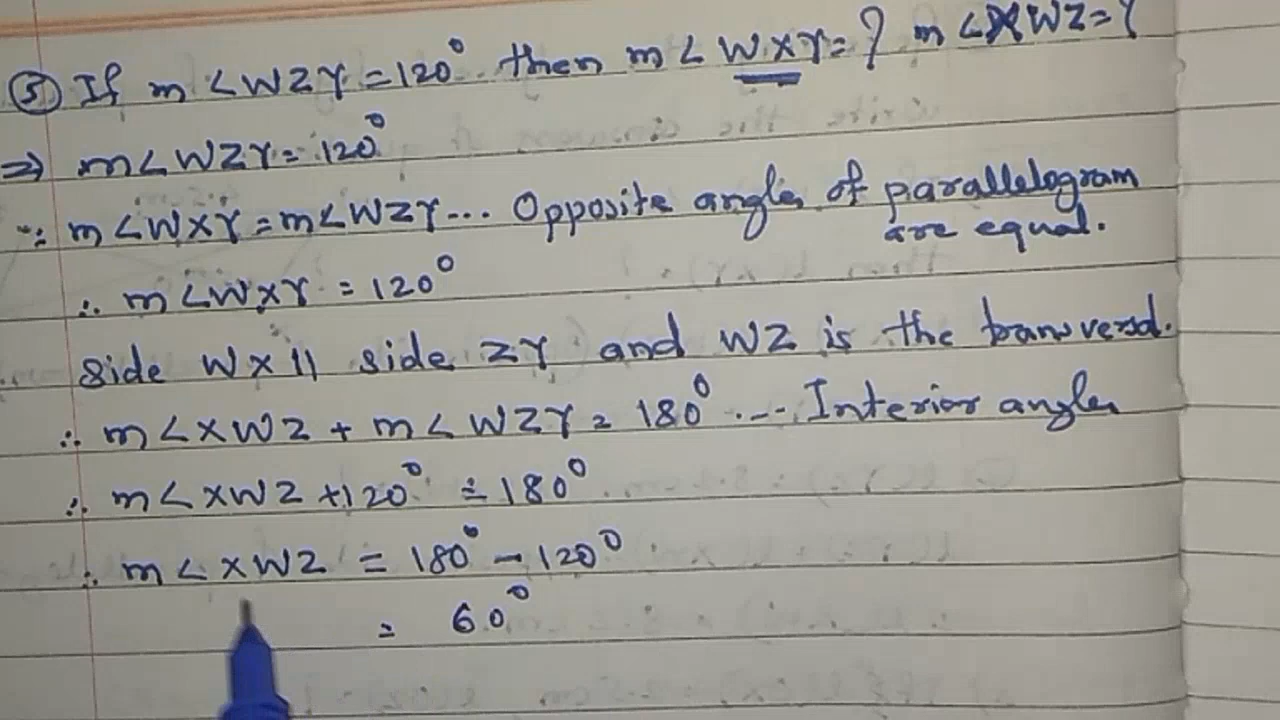 ⑤ If m∠WZY = 120° then m∠WXY = ? m∠XWZ = ?
⇒ m∠WZY = 120°
∵ m∠WXY = m∠WZY ... Opposite angles of parallelogram
are equal.
∴ m∠WXY = 120°
side WX || side ZY and WZ is the transversal.
∴ m∠XWZ + m∠WZY = 180° ... Interior angles
∴ m∠XWZ + 120° = 180°
∴ m∠XWZ = 180° - 120°
= 60°